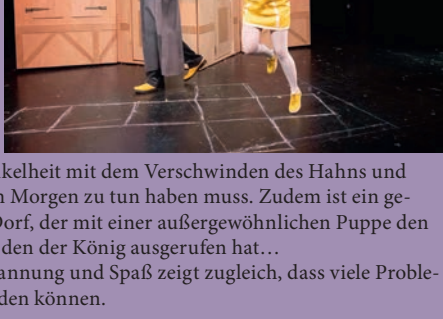 kelheit mit dem Verschwinden des Hahns und
Morgen zu tun haben muss. Zudem ist ein ge-
Dorf, der mit einer außergewöhnlichen Puppe den
den der König ausgerufen hat…
annung und Spaß zeigt zugleich, dass viele Proble-
den können.